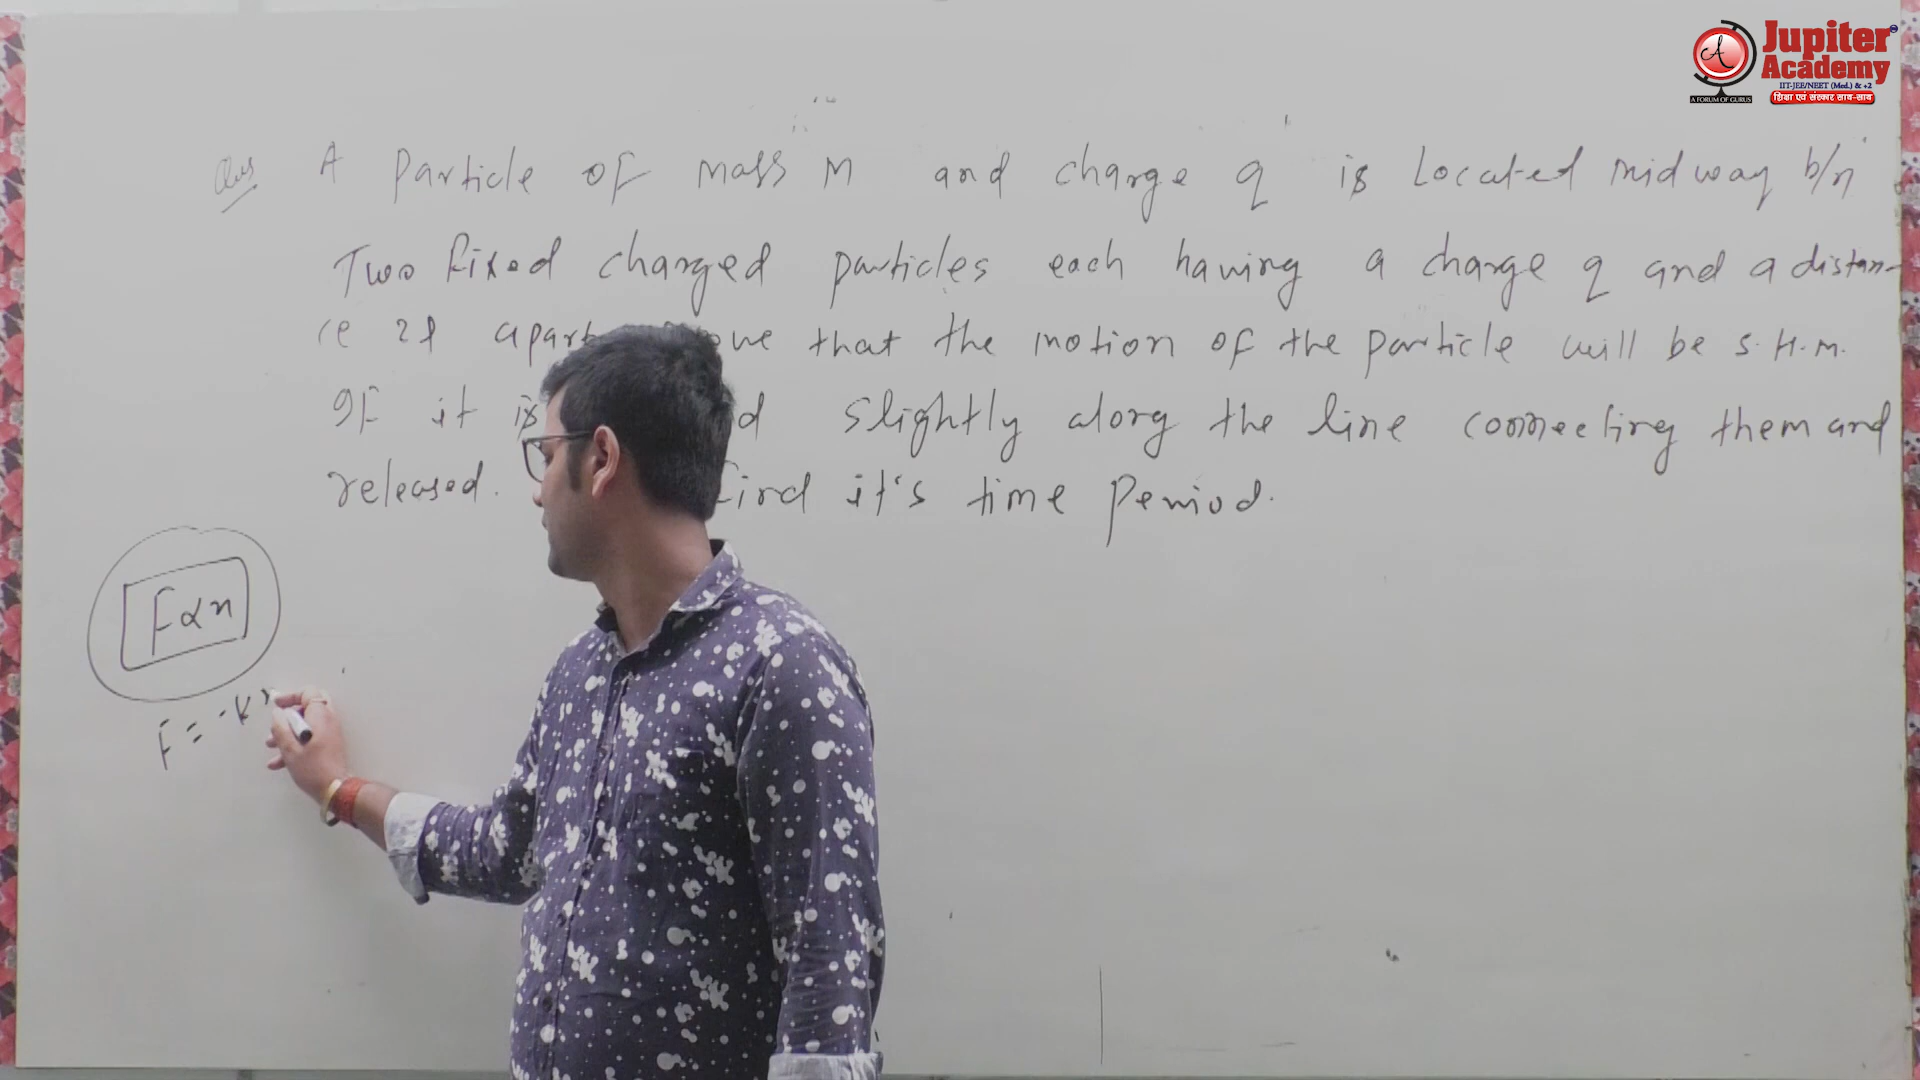 Jupiter
Academy
IIT-JEE/NEET (Med.) & +2
A FORUM OF GURUS
शिक्षा एवं संस्कार साथ-साथ
Ques A Particle of mass M and charge q is Located midway b/n
Two fixed charged particles each having a charge q and a distan-
ce 2l apart that the motion of the particle will be S.H.M.
If it is slightly along the line connecting them and
released. find it's time Period.
F∝x
F = -kx